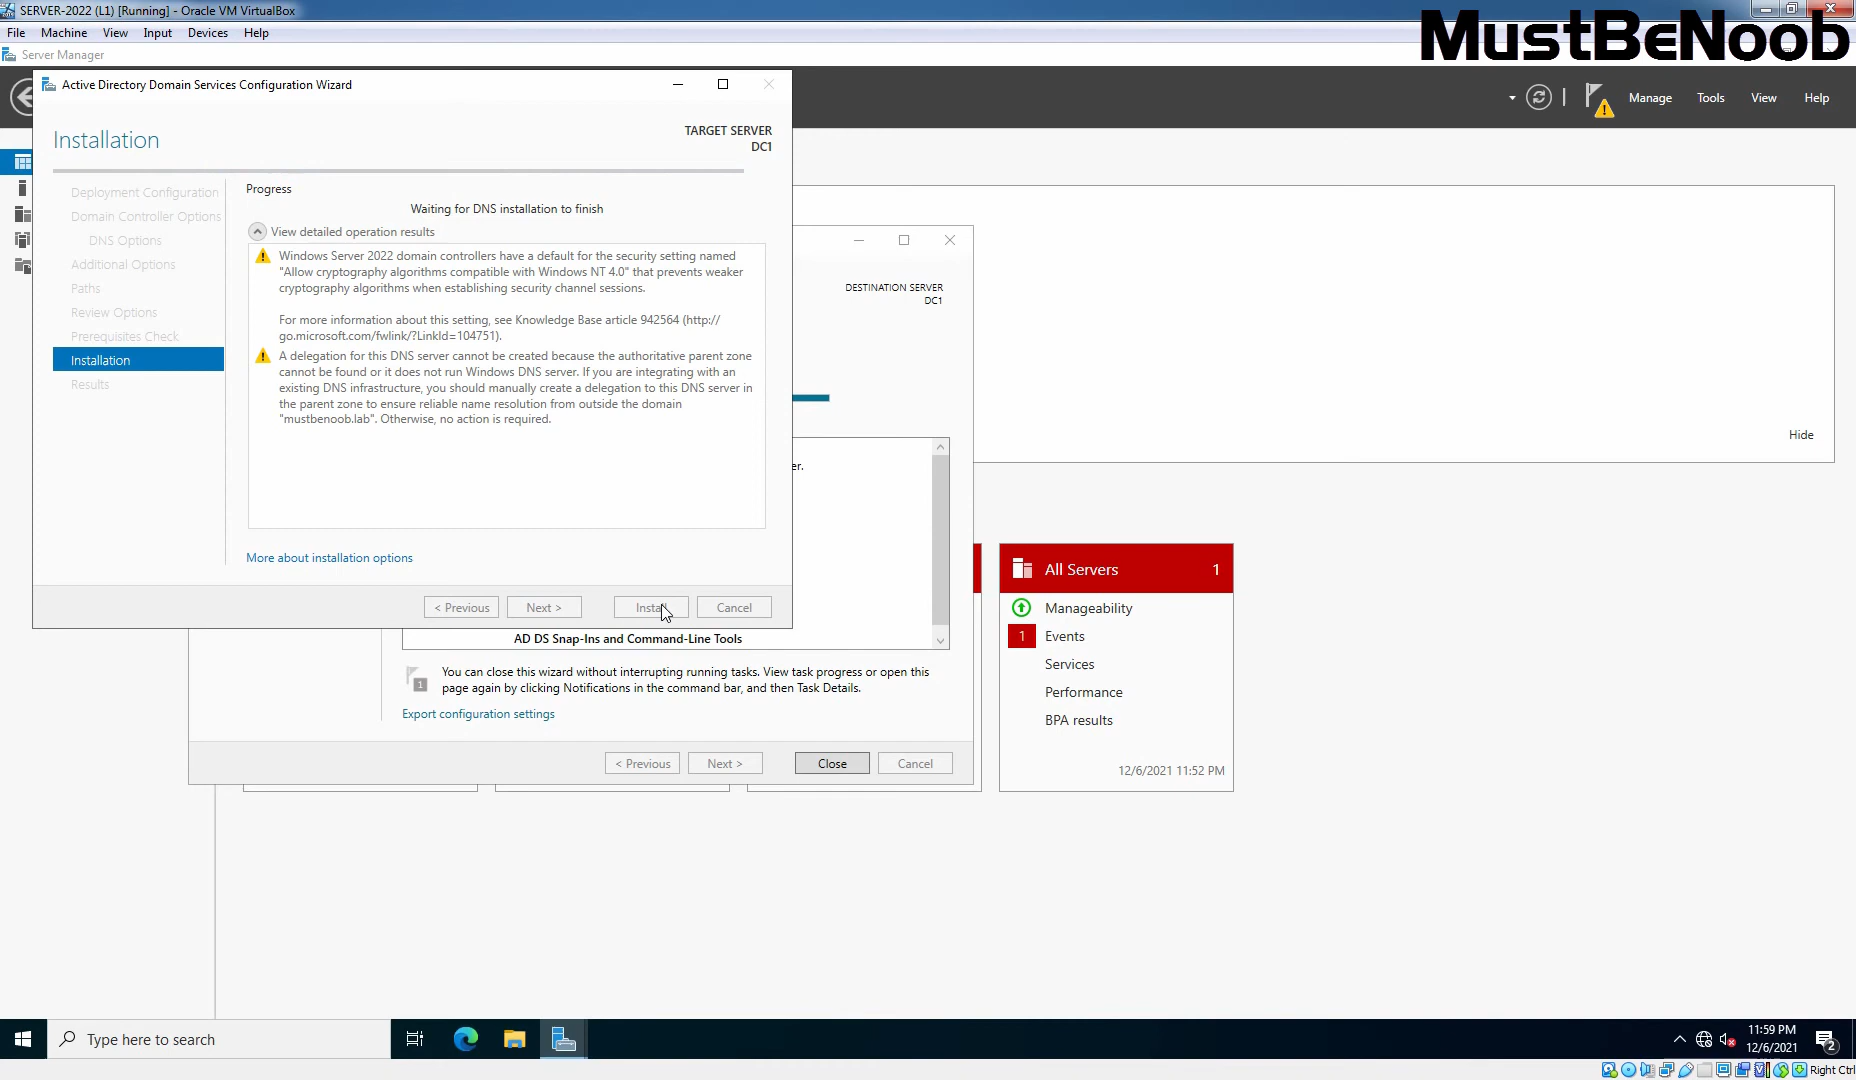 SERVER-2022 (L1) [Running] - Oracle VM VirtualBox
MustBeNoob
File Machine View Input Devices Help
Server Manager
Manage Tools View Help
Active Directory Domain Services Configuration Wizard
Installation
TARGET SERVER
DC1
Deployment Configuration
Domain Controller Options
DNS Options
Additional Options
Paths
Review Options
Prerequisites Check
Installation
Results
Progress
Waiting for DNS installation to finish
View detailed operation results
Windows Server 2022 domain controllers have a default for the security setting named
"Allow cryptography algorithms compatible with Windows NT 4.0" that prevents weaker
cryptography algorithms when establishing security channel sessions.
For more information about this setting, see Knowledge Base article 942564 (http://
go.microsoft.com/fwlink/?LinkId=104751).
A delegation for this DNS server cannot be created because the authoritative parent zone
cannot be found or it does not run Windows DNS server. If you are integrating with an
existing DNS infrastructure, you should manually create a delegation to this DNS server in
the parent zone to ensure reliable name resolution from outside the domain
"mustbenoob.lab". Otherwise, no action is required.
More about installation options
< Previous Next > Install Cancel
DESTINATION SERVER
DC1
er.
AD DS Snap-Ins and Command-Line Tools
1
You can close this wizard without interrupting running tasks. View task progress or open this
page again by clicking Notifications in the command bar, and then Task Details.
Export configuration settings
< Previous Next > Close Cancel
Hide
All Servers 1
Manageability
1 Events
Services
Performance
BPA results
12/6/2021 11:52 PM
Type here to search
11:59 PM
12/6/2021
2
Right Ctrl